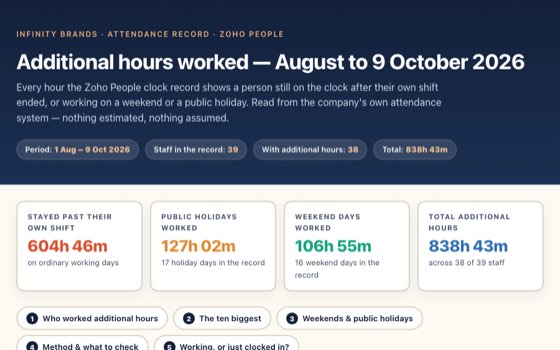 INFINITY BRANDS · ATTENDANCE RECORD · ZOHO PEOPLE
Additional hours worked — August to 9 October 2026
Every hour the Zoho People clock record shows a person still on the clock after their own shift
ended, or working on a weekend or a public holiday. Read from the company's own attendance
system — nothing estimated, nothing assumed.
Period: 1 Aug – 9 Oct 2026
Staff in the record: 39
With additional hours: 38
Total: 838h 43m
STAYED PAST THEIR
OWN SHIFT
604h 46m
on ordinary working days
PUBLIC HOLIDAYS
WORKED
127h 02m
17 holiday days in the record
WEEKEND DAYS
WORKED
106h 55m
16 weekend days in the
record
TOTAL ADDITIONAL
HOURS
838h 43m
across 38 of 39 staff
1 Who worked additional hours
2 The ten biggest
3 Weekends & public holidays
4 Method & what to check
5 Working, or just clocked in?